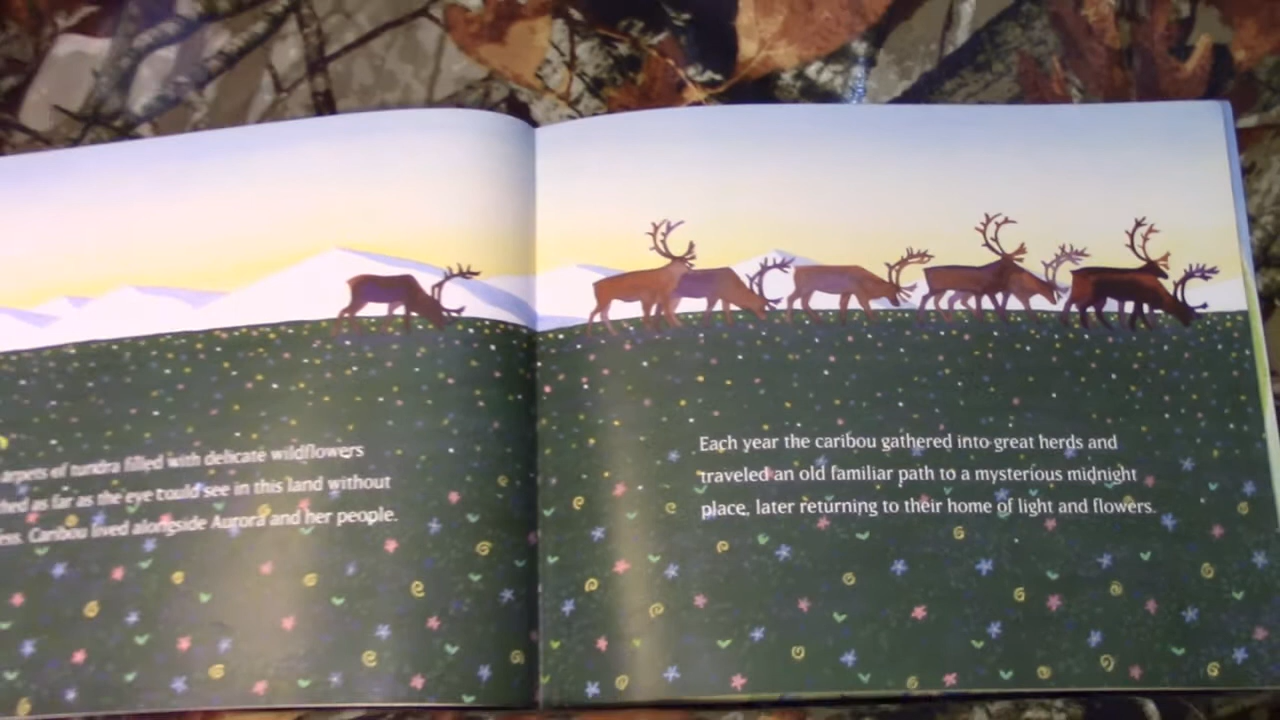 arpets of tundra filled with delicate wildflowers
hed as far as the eye could see in this land without
ess. Caribou lived alongside Aurora and her people.
Each year the caribou gathered into great herds and
traveled an old familiar path to a mysterious midnight
place, later returning to their home of light and flowers.